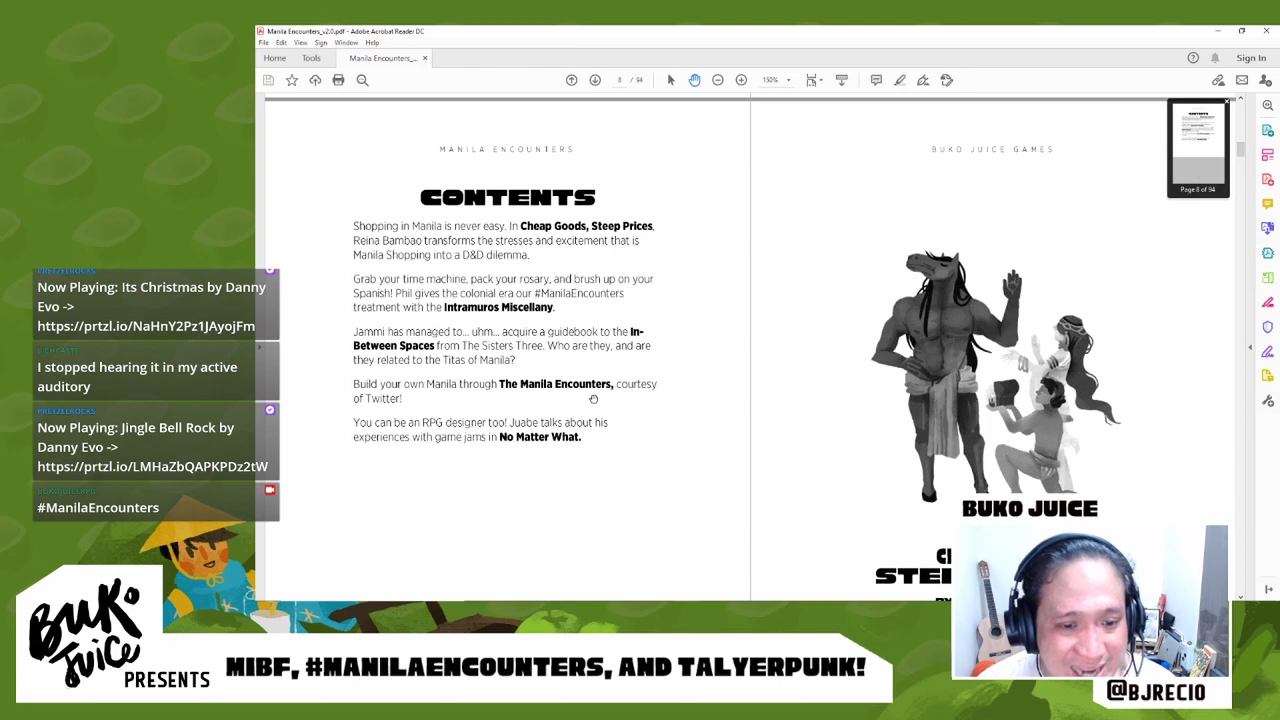 Manila Encounters_v2.0.pdf - Adobe Acrobat Reader DC
File Edit View Sign Window Help
Home Tools Manila Encounters_... ×
Sign In
8 / 94
150%
MANILA ENCOUNTERS
CONTENTS
Shopping in Manila is never easy. In Cheap Goods, Steep Prices,
Reina Bambao transforms the stresses and excitement that is
Manila Shopping into a D&D dilemma.
Grab your time machine, pack your rosary, and brush up on your
Spanish! Phil gives the colonial era our #ManilaEncounters
treatment with the Intramuros Miscellany.
Jammi has managed to... uhm... acquire a guidebook to the In-
Between Spaces from The Sisters Three. Who are they, and are
they related to the Titas of Manila?
Build your own Manila through The Manila Encounters, courtesy
of Twitter!
You can be an RPG designer too! Juabe talks about his
experiences with game jams in No Matter What.
BUKO JUICE GAMES
BUKO JUICE
Page 8 of 94
PRETZELROCKS
Now Playing: Its Christmas by Danny
Evo ->
https://prtzl.io/NaHnY2Pz1JAyojFm
I stopped hearing it in my active
auditory
PRETZELROCKS
Now Playing: Jingle Bell Rock by
Danny Evo ->
https://prtzl.io/LMHaZbQAPKPDz2tW
#ManilaEncounters
BUKO
JUICE
PRESENTS
MIBF, #MANILAENCOUNTERS, AND TALYERPUNK!
@BJRECIO